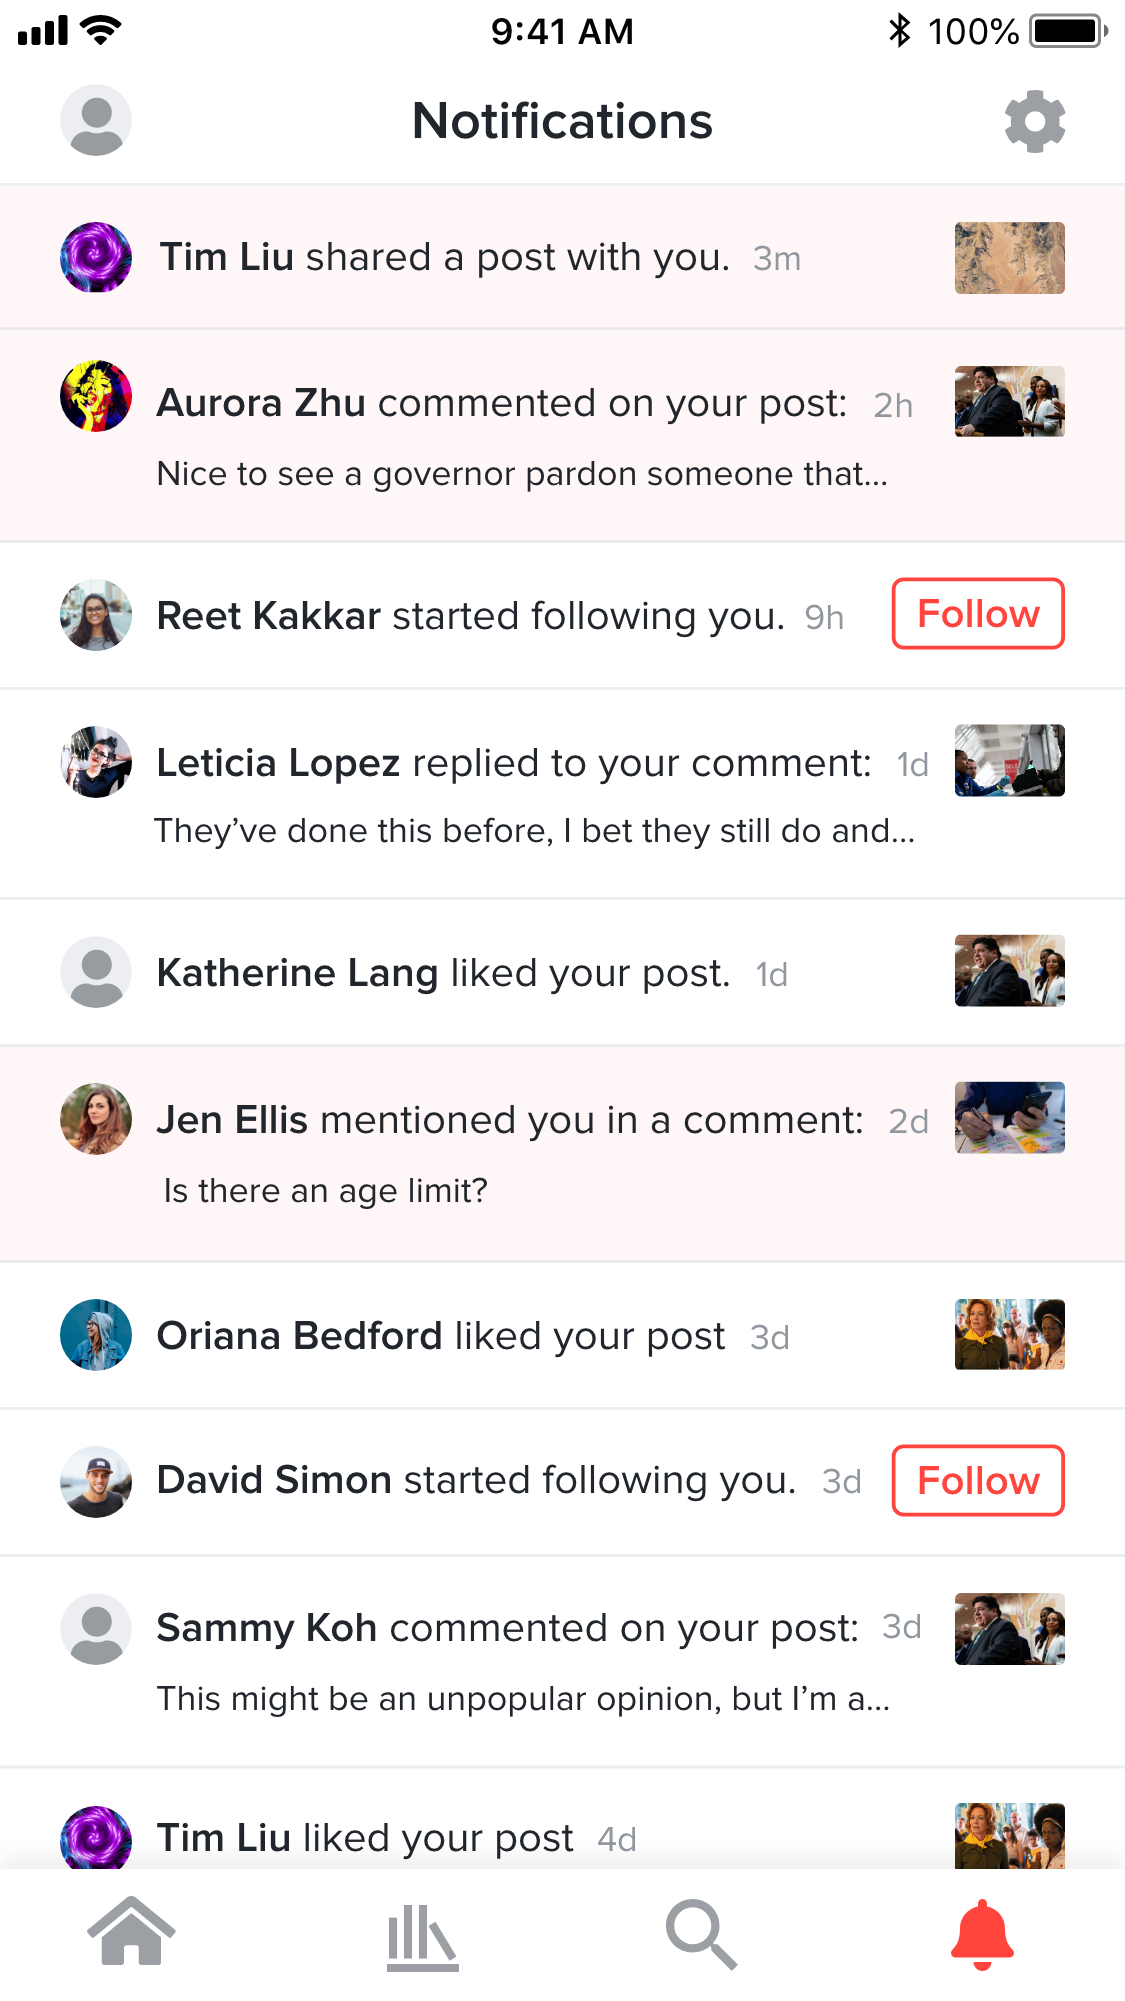 9:41 AM
100%
Notifications
Tim Liu shared a post with you. 3m
Aurora Zhu commented on your post: 2h
Nice to see a governor pardon someone that...
Reet Kakkar started following you. 9h
Follow
Leticia Lopez replied to your comment: 1d
They’ve done this before, I bet they still do and...
Katherine Lang liked your post. 1d
Jen Ellis mentioned you in a comment: 2d
Is there an age limit?
Oriana Bedford liked your post 3d
David Simon started following you. 3d
Follow
Sammy Koh commented on your post: 3d
This might be an unpopular opinion, but I’m a...
Tim Liu liked your post 4d